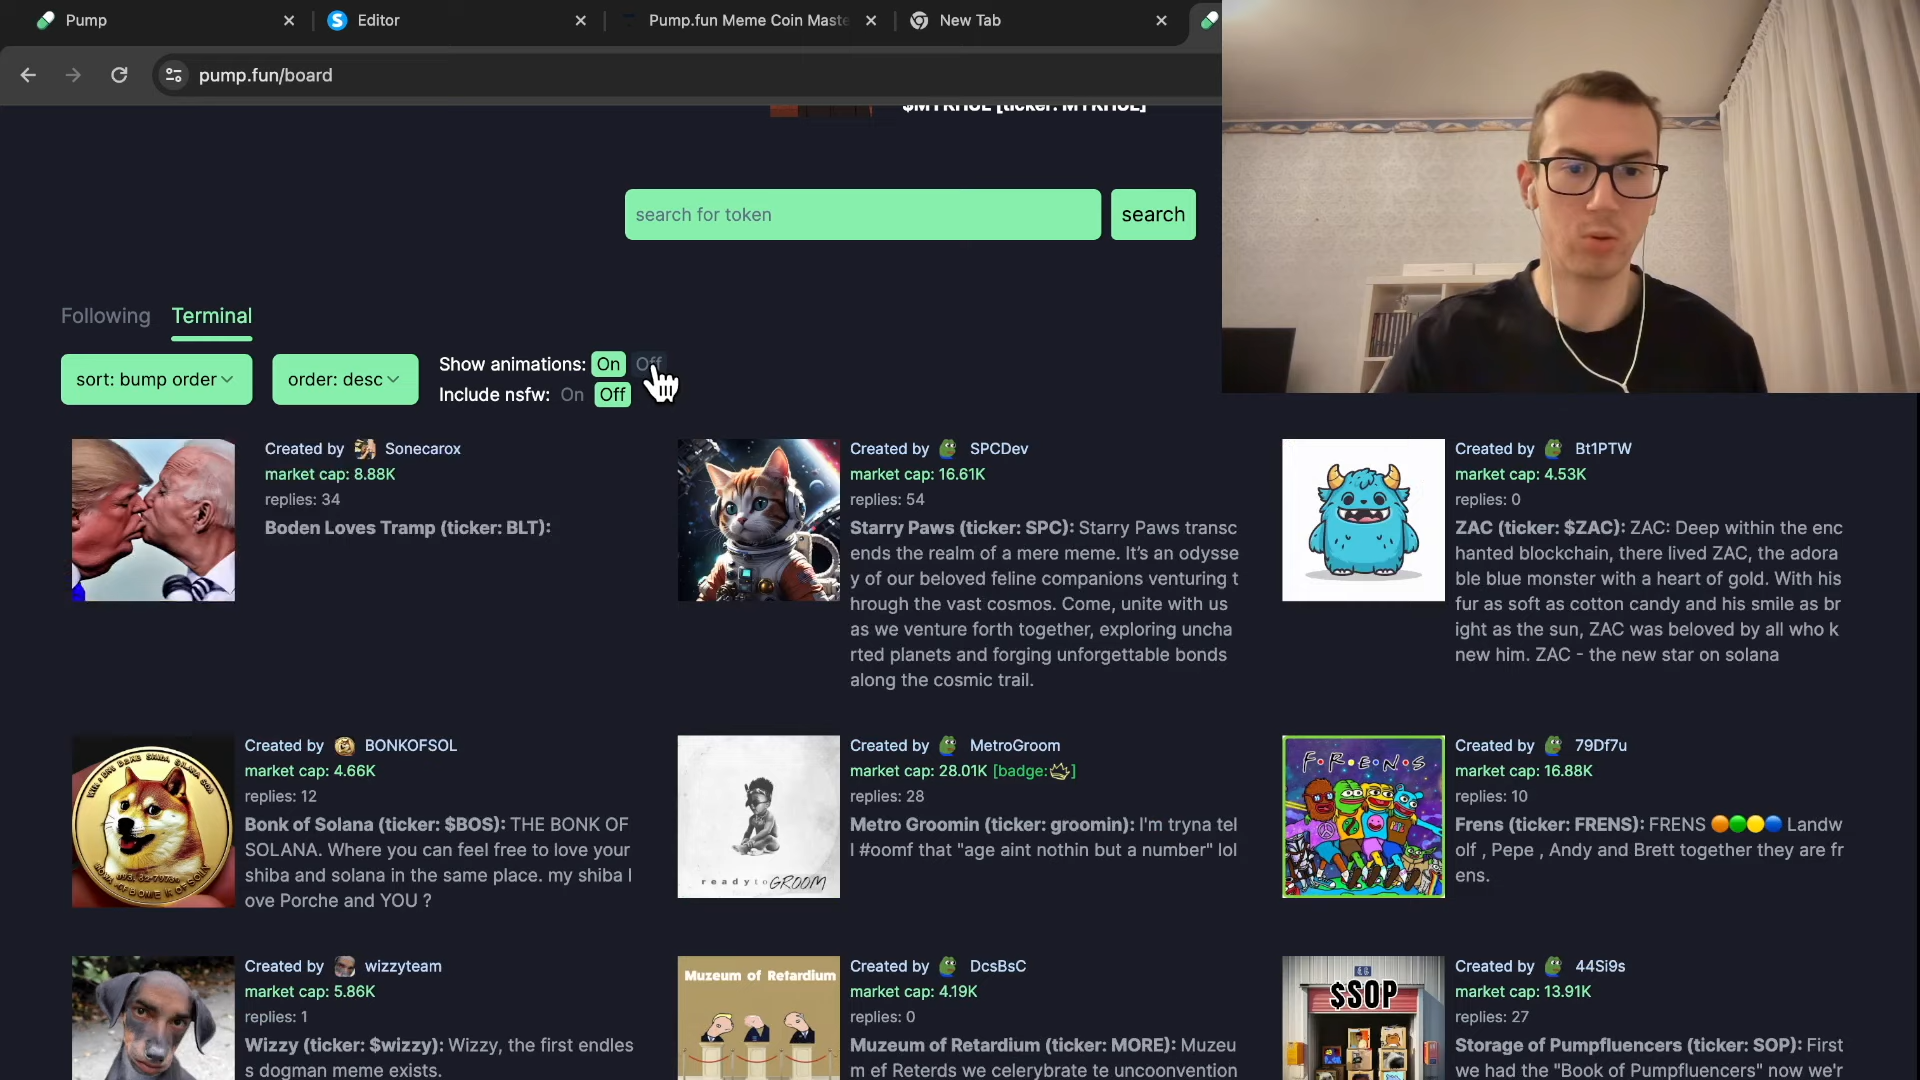 Pump
Editor
Pump.fun Meme Coin Maste
New Tab
pump.fun/board
$MTKHOL [ticker: MTKHOL]
search for token
search
Following
Terminal
sort: bump order
order: desc
Show animations: On Off
Include nsfw: On Off
Created by Sonecarox
market cap: 8.88K
replies: 34
Boden Loves Tramp (ticker: BLT):
Created by SPCDev
market cap: 16.61K
replies: 54
Starry Paws (ticker: SPC): Starry Paws transc
ends the realm of a mere meme. It's an odysse
y of our beloved feline companions venturing t
hrough the vast cosmos. Come, unite with us
as we venture forth together, exploring uncha
rted planets and forging unforgettable bonds
along the cosmic trail.
Created by Bt1PTW
market cap: 4.53K
replies: 0
ZAC (ticker: $ZAC): ZAC: Deep within the enc
hanted blockchain, there lived ZAC, the adora
ble blue monster with a heart of gold. With his
fur as soft as cotton candy and his smile as br
ight as the sun, ZAC was beloved by all who k
new him. ZAC - the new star on solana
Created by BONKOFSOL
market cap: 4.66K
replies: 12
Bonk of Solana (ticker: $BOS): THE BONK OF
SOLANA. Where you can feel free to love your
shiba and solana in the same place. my shiba l
ove Porche and YOU ?
readytoGROOM
Created by MetroGroom
market cap: 28.01K [badge:👑]
replies: 28
Metro Groomin (ticker: groomin): I'm tryna tel
l #oomf that "age aint nothin but a number" lol
F•R•E•N•S
Created by 79Df7u
market cap: 16.88K
replies: 10
Frens (ticker: FRENS): FRENS 🟠🟢🟡🔵 Landw
olf , Pepe , Andy and Brett together they are fr
ens.
Created by wizzyteam
market cap: 5.86K
replies: 1
Wizzy (ticker: $wizzy): Wizzy, the first endles
s dogman meme exists.
Muzeum of Retardium
Created by DcsBsC
market cap: 4.19K
replies: 0
Muzeum of Retardium (ticker: MORE): Muzeu
m ef Reterds we celerybrate te uncoonvention
$SOP
Created by 44Si9s
market cap: 13.91K
replies: 27
Storage of Pumpfluencers (ticker: SOP): First
we had the "Book of Pumpfluencers" now we'r